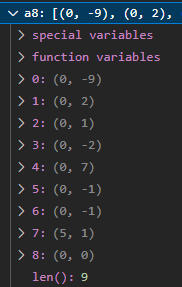 a8: [(0, -9), (0, 2),
special variables
function variables
0: (0, -9)
1: (0, 2)
2: (0, 1)
3: (0, -2)
4: (0, 7)
5: (0, -1)
6: (0, -1)
7: (5, 1)
8: (0, 0)
len(): 9